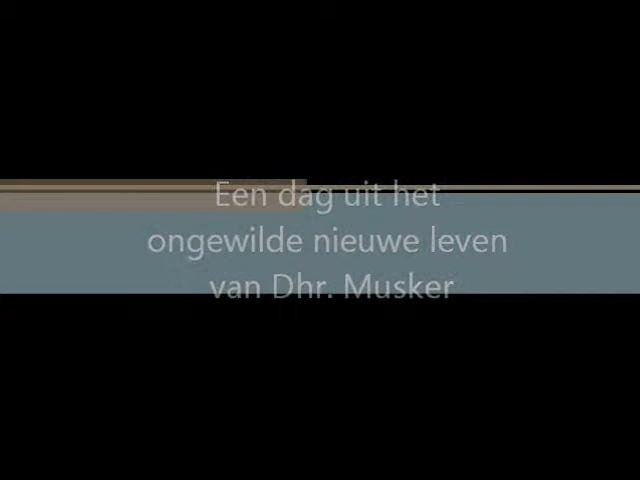 Een dag uit het
ongewilde nieuwe leven
van Dhr. Musker